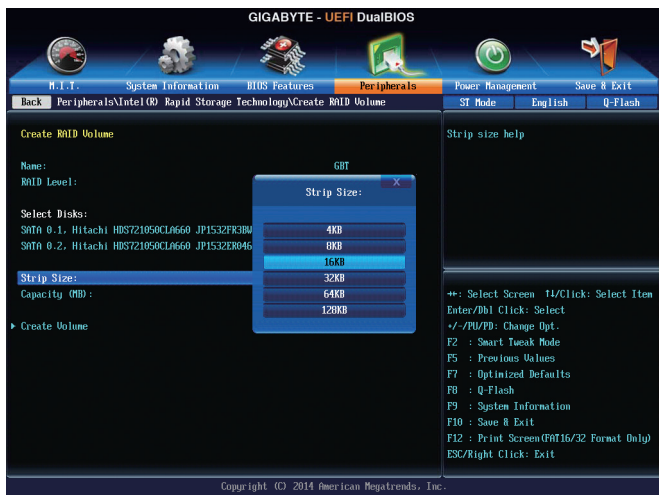 GIGABYTE - UEFI DualBIOS
M.I.T. System Information BIOS Features Peripherals Power Management Save & Exit
Back Peripherals\Intel(R) Rapid Storage Technology\Create RAID Volume ST Mode English Q-Flash
Create RAID Volume
Name: GBT
RAID Level:
Select Disks:
SATA 0.1, Hitachi HDS721050CLA660 JP1532FR3BW
SATA 0.2, Hitachi HDS721050CLA660 JP1532ER046
Strip Size:
Capacity (MB):
Create Volume
Strip Size: X
4KB
8KB
16KB
32KB
64KB
128KB
Strip size help
→←: Select Screen ↑↓/Click: Select Item
Enter/Dbl Click: Select
+/-/PU/PD: Change Opt.
F2 : Smart Tweak Mode
F5 : Previous Values
F7 : Optimized Defaults
F8 : Q-Flash
F9 : System Information
F10 : Save & Exit
F12 : Print Screen(FAT16/32 Format Only)
ESC/Right Click: Exit
Copyright (C) 2014 American Megatrends, Inc.